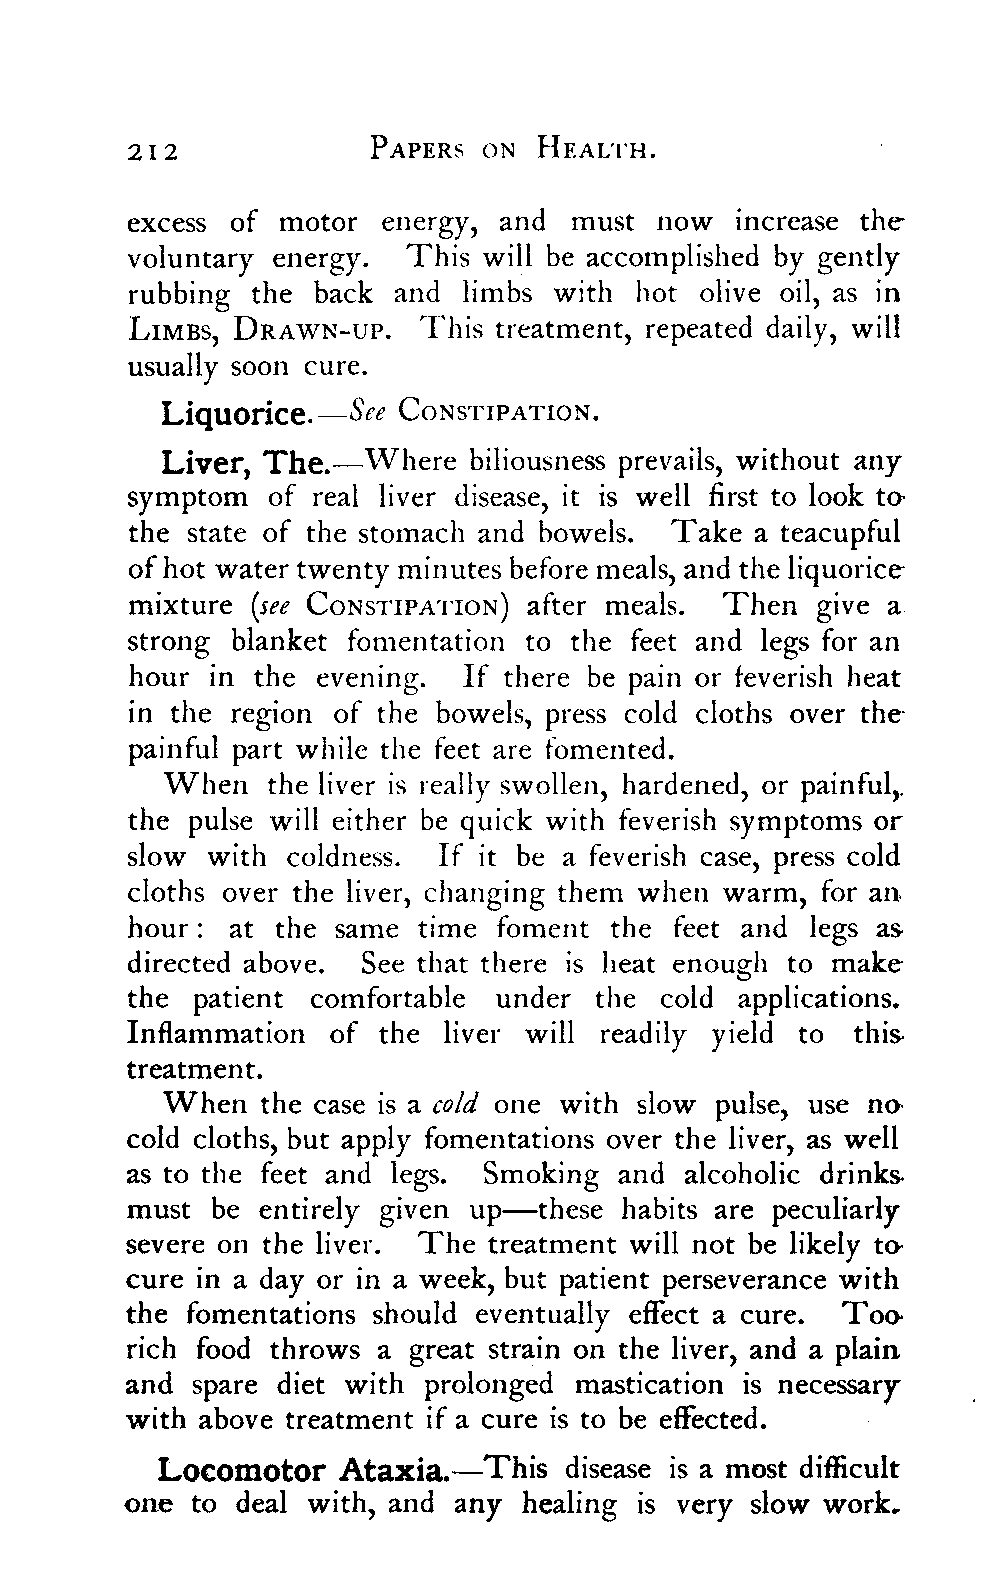 212 PAPERS ON HEALTH.
excess of motor energy, and must now increase the
voluntary energy. This will be accomplished by gently
rubbing the back and limbs with hot olive oil, as in
LIMBS, DRAWN-UP. This treatment, repeated daily, will
usually soon cure.
Liquorice.—See CONSTIPATION.
Liver, The.—Where biliousness prevails, without any
symptom of real liver disease, it is well first to look to
the state of the stomach and bowels. Take a teacupful
of hot water twenty minutes before meals, and the liquorice
mixture (see CONSTIPATION) after meals. Then give a
strong blanket fomentation to the feet and legs for an
hour in the evening. If there be pain or feverish heat
in the region of the bowels, press cold cloths over the
painful part while the feet are fomented.
When the liver is really swollen, hardened, or painful,
the pulse will either be quick with feverish symptoms or
slow with coldness. If it be a feverish case, press cold
cloths over the liver, changing them when warm, for an
hour: at the same time foment the feet and legs as
directed above. See that there is heat enough to make
the patient comfortable under the cold applications.
Inflammation of the liver will readily yield to this
treatment.
When the case is a cold one with slow pulse, use no
cold cloths, but apply fomentations over the liver, as well
as to the feet and legs. Smoking and alcoholic drinks
must be entirely given up—these habits are peculiarly
severe on the liver. The treatment will not be likely to
cure in a day or in a week, but patient perseverance with
the fomentations should eventually effect a cure. Too
rich food throws a great strain on the liver, and a plain
and spare diet with prolonged mastication is necessary
with above treatment if a cure is to be effected.
Locomotor Ataxia.—This disease is a most difficult
one to deal with, and any healing is very slow work.